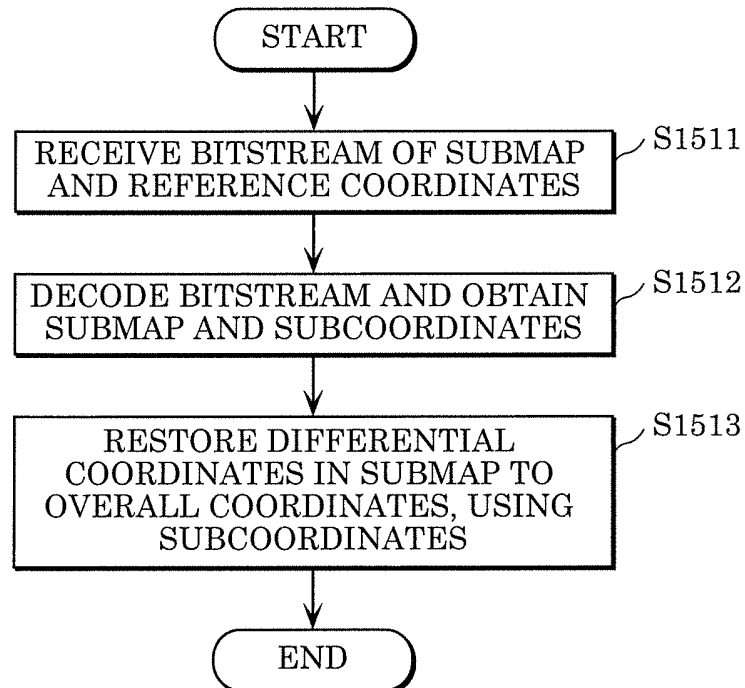 START
RECEIVE BITSTREAM OF SUBMAP
AND REFERENCE COORDINATES
S1511
DECODE BITSTREAM AND OBTAIN
SUBMAP AND SUBCOORDINATES
S1512
RESTORE DIFFERENTIAL
COORDINATES IN SUBMAP TO
OVERALL COORDINATES, USING
SUBCOORDINATES
S1513
END